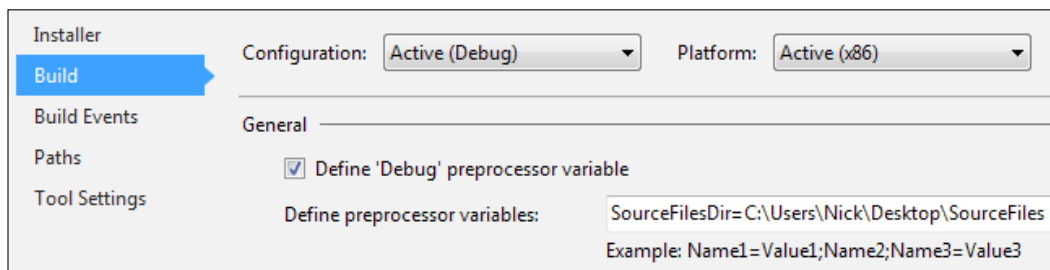 Installer
Build
Build Events
Paths
Tool Settings
Configuration: Active (Debug) Platform: Active (x86)
General
Define 'Debug' preprocessor variable
Define preprocessor variables: SourceFilesDir=C:\Users\Nick\Desktop\SourceFiles
Example: Name1=Value1;Name2;Name3=Value3